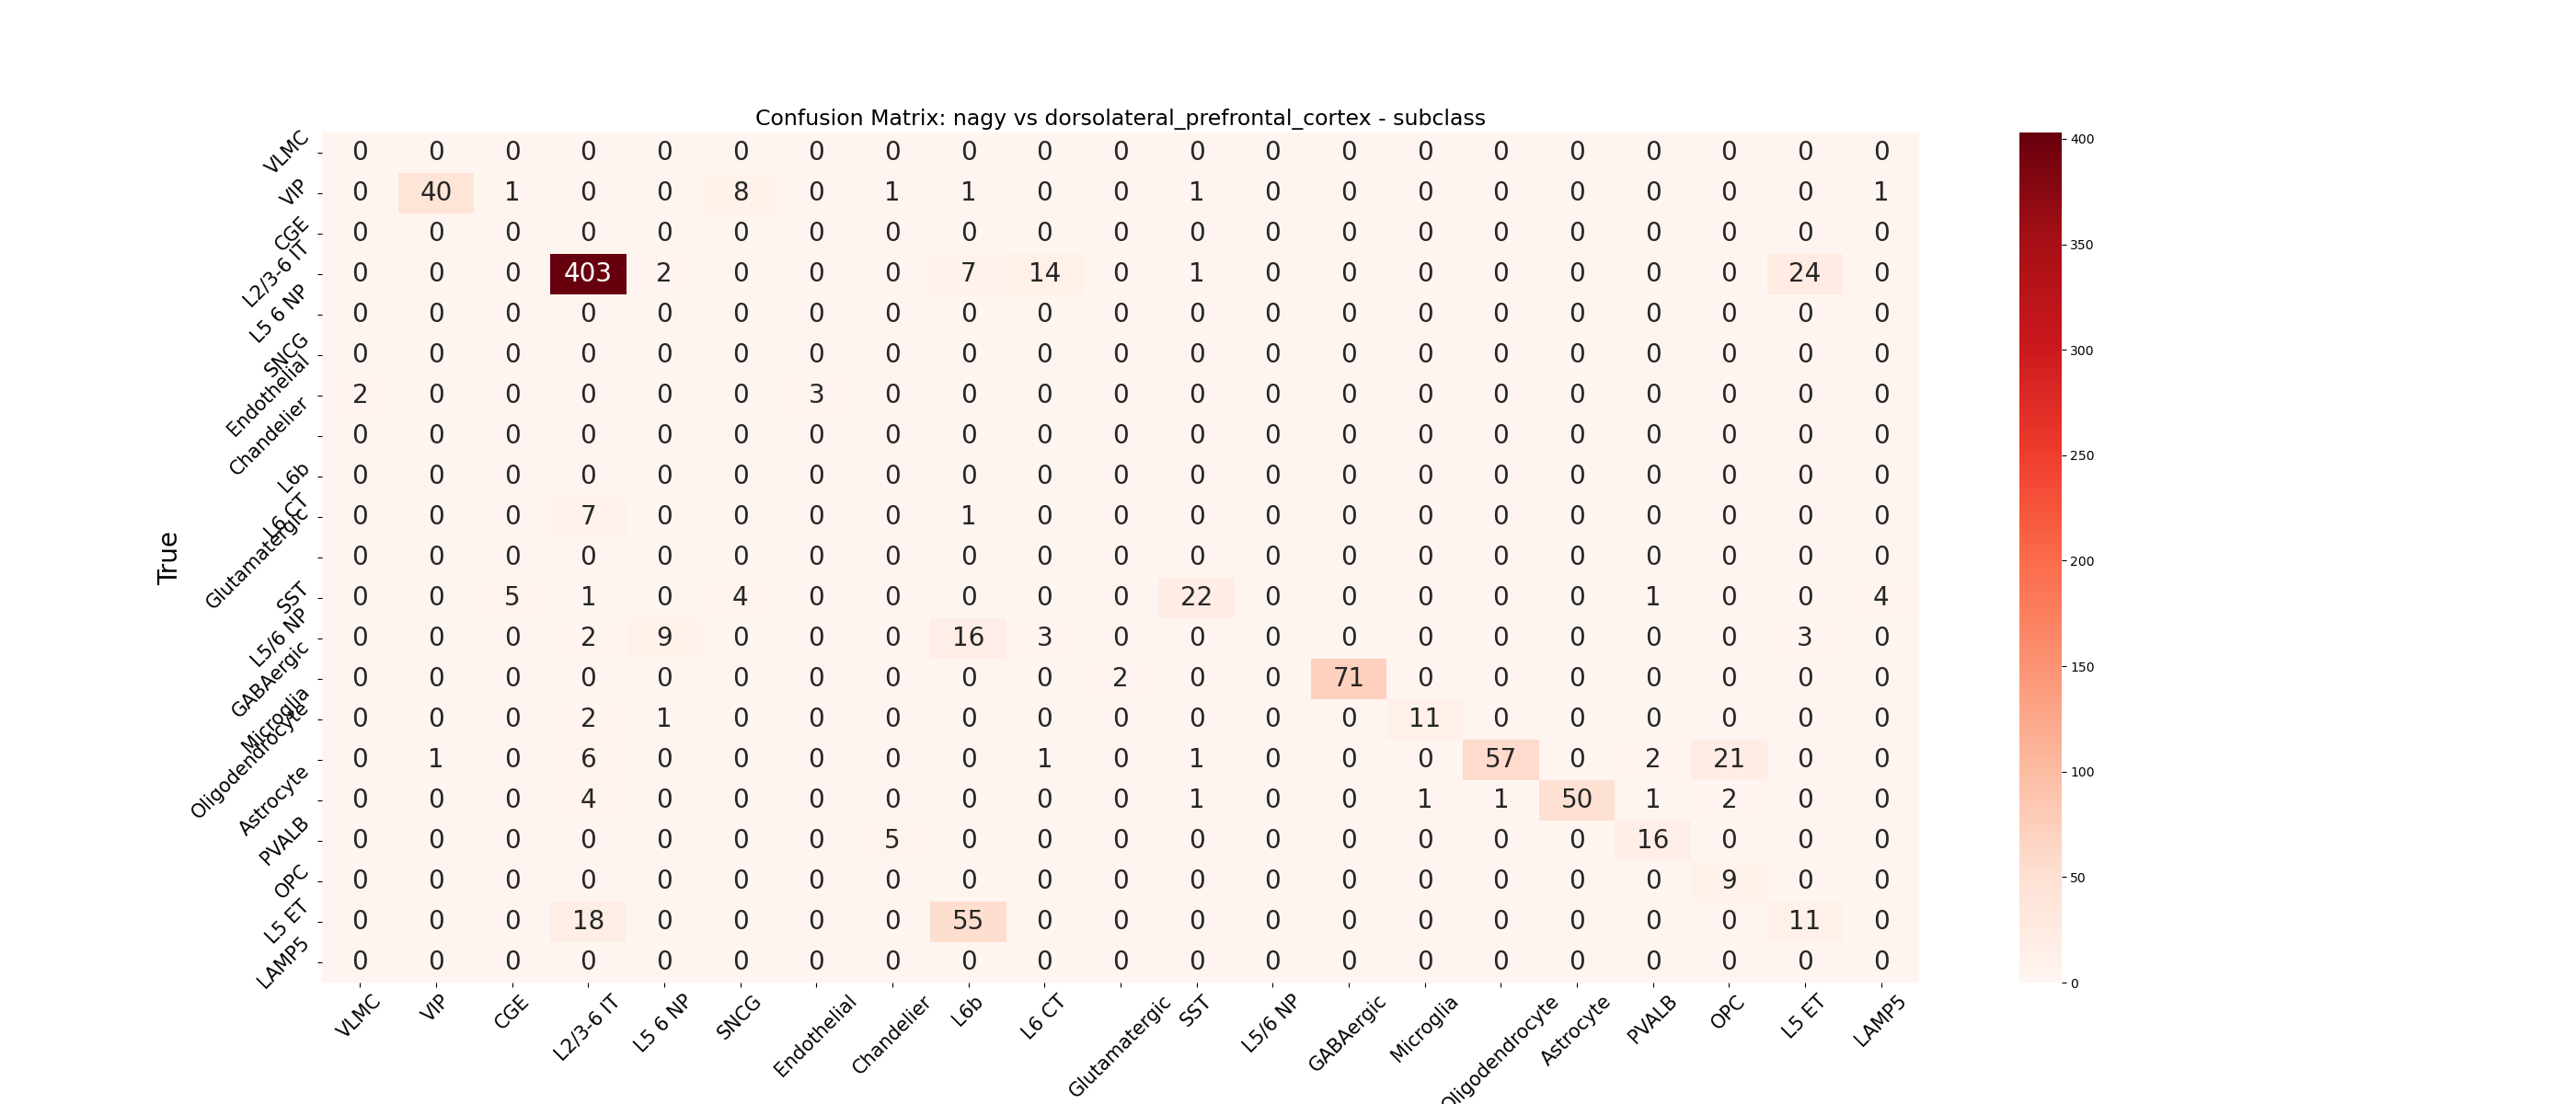 Confusion Matrix: nagy vs dorsolateral_prefrontal_cortex - subclass
True
VLMC 0 0 0 0 0 0 0 0 0 0 0 0 0 0 0 0 0 0 0 0 0
VIP 0 40 1 0 0 8 0 1 1 0 0 1 0 0 0 0 0 0 0 0 1
CGE 0 0 0 0 0 0 0 0 0 0 0 0 0 0 0 0 0 0 0 0 0
L2/3-6 IT 0 0 0 403 2 0 0 0 7 14 0 1 0 0 0 0 0 0 0 24 0
L5 6 NP 0 0 0 0 0 0 0 0 0 0 0 0 0 0 0 0 0 0 0 0 0
SNCG 0 0 0 0 0 0 0 0 0 0 0 0 0 0 0 0 0 0 0 0 0
Endothelial 2 0 0 0 0 0 3 0 0 0 0 0 0 0 0 0 0 0 0 0 0
Chandelier 0 0 0 0 0 0 0 0 0 0 0 0 0 0 0 0 0 0 0 0 0
L6b 0 0 0 0 0 0 0 0 0 0 0 0 0 0 0 0 0 0 0 0 0
L6 CT 0 0 0 7 0 0 0 0 1 0 0 0 0 0 0 0 0 0 0 0 0
Glutamatergic 0 0 0 0 0 0 0 0 0 0 0 0 0 0 0 0 0 0 0 0 0
SST 0 0 5 1 0 4 0 0 0 0 0 22 0 0 0 0 0 1 0 0 4
L5/6 NP 0 0 0 2 9 0 0 0 16 3 0 0 0 0 0 0 0 0 0 3 0
GABAergic 0 0 0 0 0 0 0 0 0 0 2 0 0 71 0 0 0 0 0 0 0
Microglia 0 0 0 2 1 0 0 0 0 0 0 0 0 0 11 0 0 0 0 0 0
Oligodendrocyte 0 1 0 6 0 0 0 0 0 1 0 1 0 0 0 57 0 2 21 0 0
Astrocyte 0 0 0 4 0 0 0 0 0 0 0 1 0 0 1 1 50 1 2 0 0
PVALB 0 0 0 0 0 0 0 5 0 0 0 0 0 0 0 0 0 16 0 0 0
OPC 0 0 0 0 0 0 0 0 0 0 0 0 0 0 0 0 0 0 9 0 0
L5 ET 0 0 0 18 0 0 0 0 55 0 0 0 0 0 0 0 0 0 0 11 0
LAMP5 0 0 0 0 0 0 0 0 0 0 0 0 0 0 0 0 0 0 0 0 0
VLMC VIP CGE L2/3-6 IT L5 6 NP SNCG Endothelial Chandelier L6b L6 CT Glutamatergic SST L5/6 NP GABAergic Microglia Oligodendrocyte Astrocyte PVALB OPC L5 ET LAMP5
400
350
300
250
200
150
100
50
0